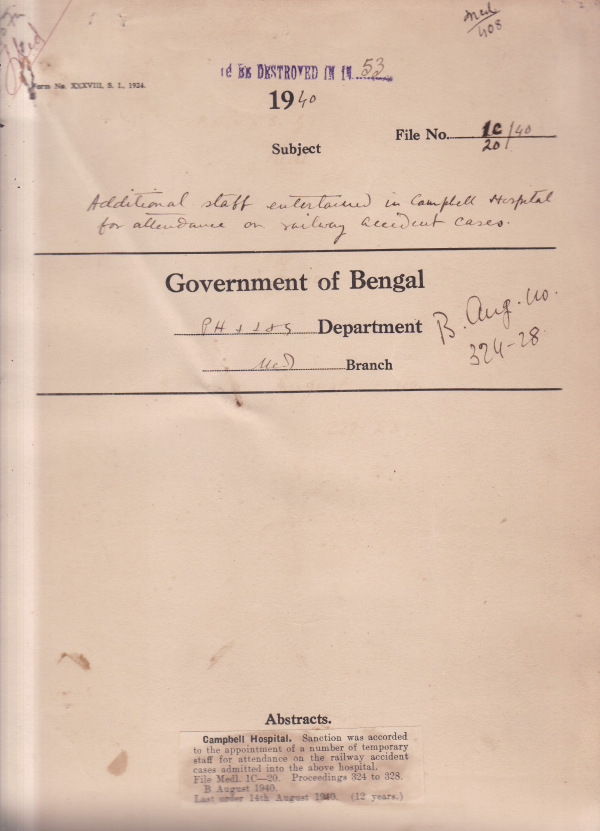 Med
408
To BE DESTROYED IN IN 53
Form No. XXXVIII, S. I., 1924.
1940
File No. 1C/40
20
Subject
Additional staff entertained in Campbell Hospital
for attendance on railway accident cases.
Government of Bengal
PH & LSG Department
Med Branch
B. Aug. no.
324-28
Abstracts.
Campbell Hospital. Sanction was accorded
to the appointment of a number of temporary
staff for attendance on the railway accident
cases admitted into the above hospital.
File Medl. 1C—20. Proceedings 324 to 328.
B August 1940.
Last order 14th August 1940. (12 years.)